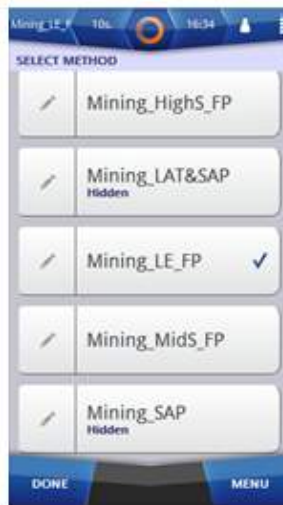 Mining_LE_F 10s. 16:34
SELECT METHOD
Mining_HighS_FP
Mining_LAT&SAP
Hidden
Mining_LE_FP
Mining_MidS_FP
Mining_SAP
Hidden
DONE MENU